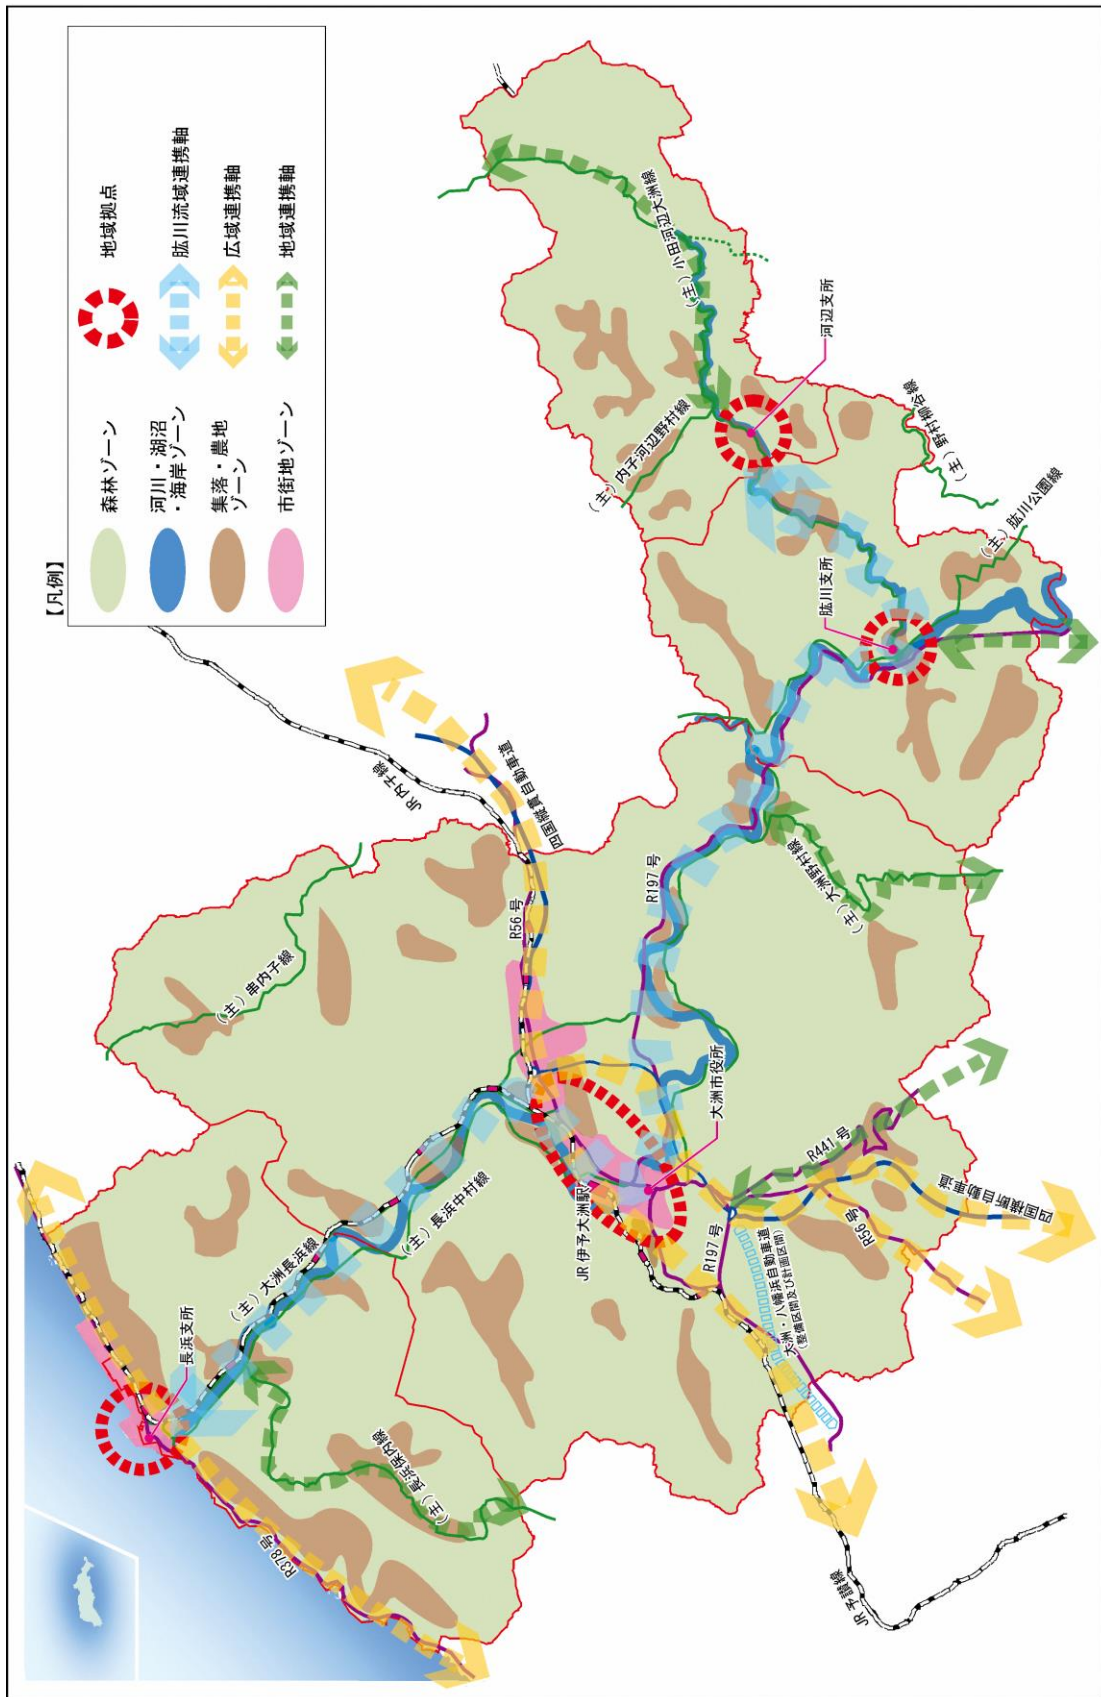 【凡例】
森林ゾーン
河川・湖沼
・海岸ゾーン
集落・農地
ゾーン
市街地ゾーン
地域拠点
肱川流域連携軸
広域連携軸
地域連携軸
JR内子線
四国縦貫自動車道
R56号
(主)串内子線
(主)小田河辺大洲線
河辺支所
(主)内子河辺野村線
(主)野村柳谷線
(主)肱川公園線
肱川支所
R197号
(主)大洲野村線
大洲市役所
JR伊予大洲駅
(主)長浜中村線
(主)大洲長浜線
長浜支所
(主)長浜保内線
R378号
R197号
R441号
R56号
四国横断自動車道
大洲・八幡浜自動車道
(整備区間及び計画区間)
JR予讃線